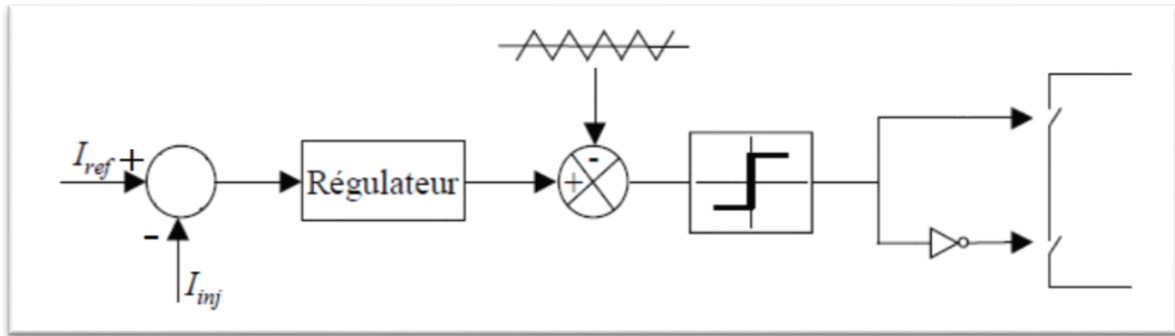 I_ref
+
-
I_inj
Régulateur
-
+